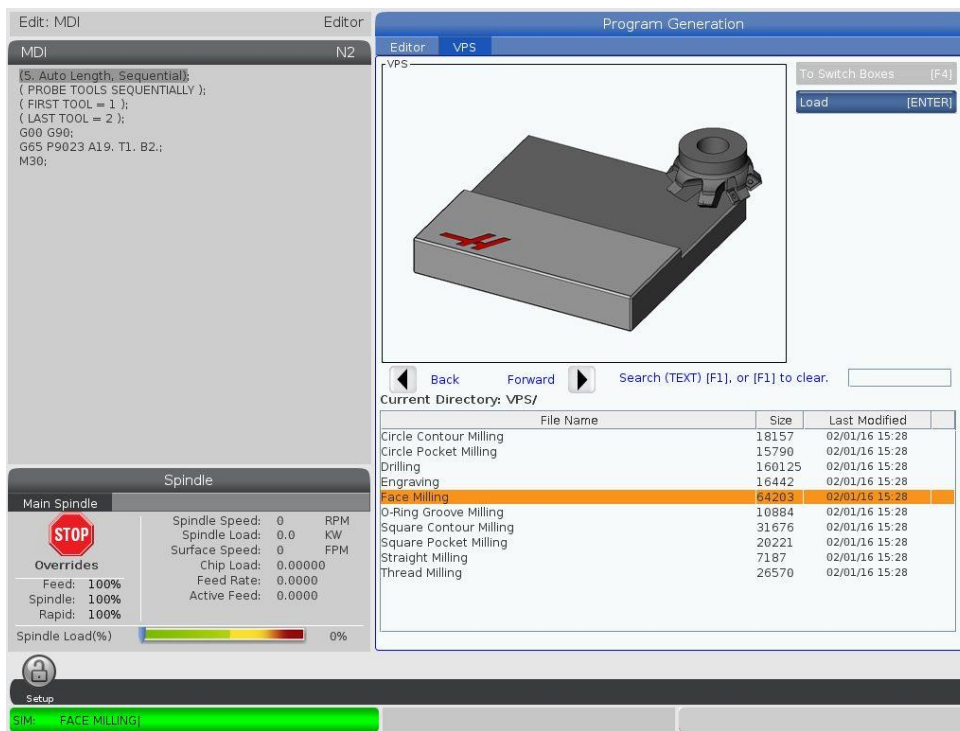 Edit: MDI Editor
MDI N2
(5. Auto Length, Sequential);
( PROBE TOOLS SEQUENTIALLY );
( FIRST TOOL = 1 );
( LAST TOOL = 2 );
G00 G90;
G65 P9023 A19. T1. B2.;
M30;
Program Generation
Editor VPS
VPS
To Switch Boxes [F4]
Load [ENTER]
Back Forward Search (TEXT) [F1], or [F1] to clear.
Current Directory: VPS/
File Name Size Last Modified
Circle Contour Milling 18157 02/01/16 15:28
Circle Pocket Milling 15790 02/01/16 15:28
Drilling 160125 02/01/16 15:28
Engraving 16442 02/01/16 15:28
Face Milling 64203 02/01/16 15:28
O-Ring Groove Milling 10884 02/01/16 15:28
Square Contour Milling 31676 02/01/16 15:28
Square Pocket Milling 20221 02/01/16 15:28
Straight Milling 7187 02/01/16 15:28
Thread Milling 26570 02/01/16 15:28
Spindle
Main Spindle
STOP
Overrides
Feed: 100%
Spindle: 100%
Rapid: 100%
Spindle Speed: 0 RPM
Spindle Load: 0.0 KW
Surface Speed: 0 FPM
Chip Load: 0.00000
Feed Rate: 0.0000
Active Feed: 0.0000
Spindle Load(%) 0%
Setup
SIM: FACE MILLING